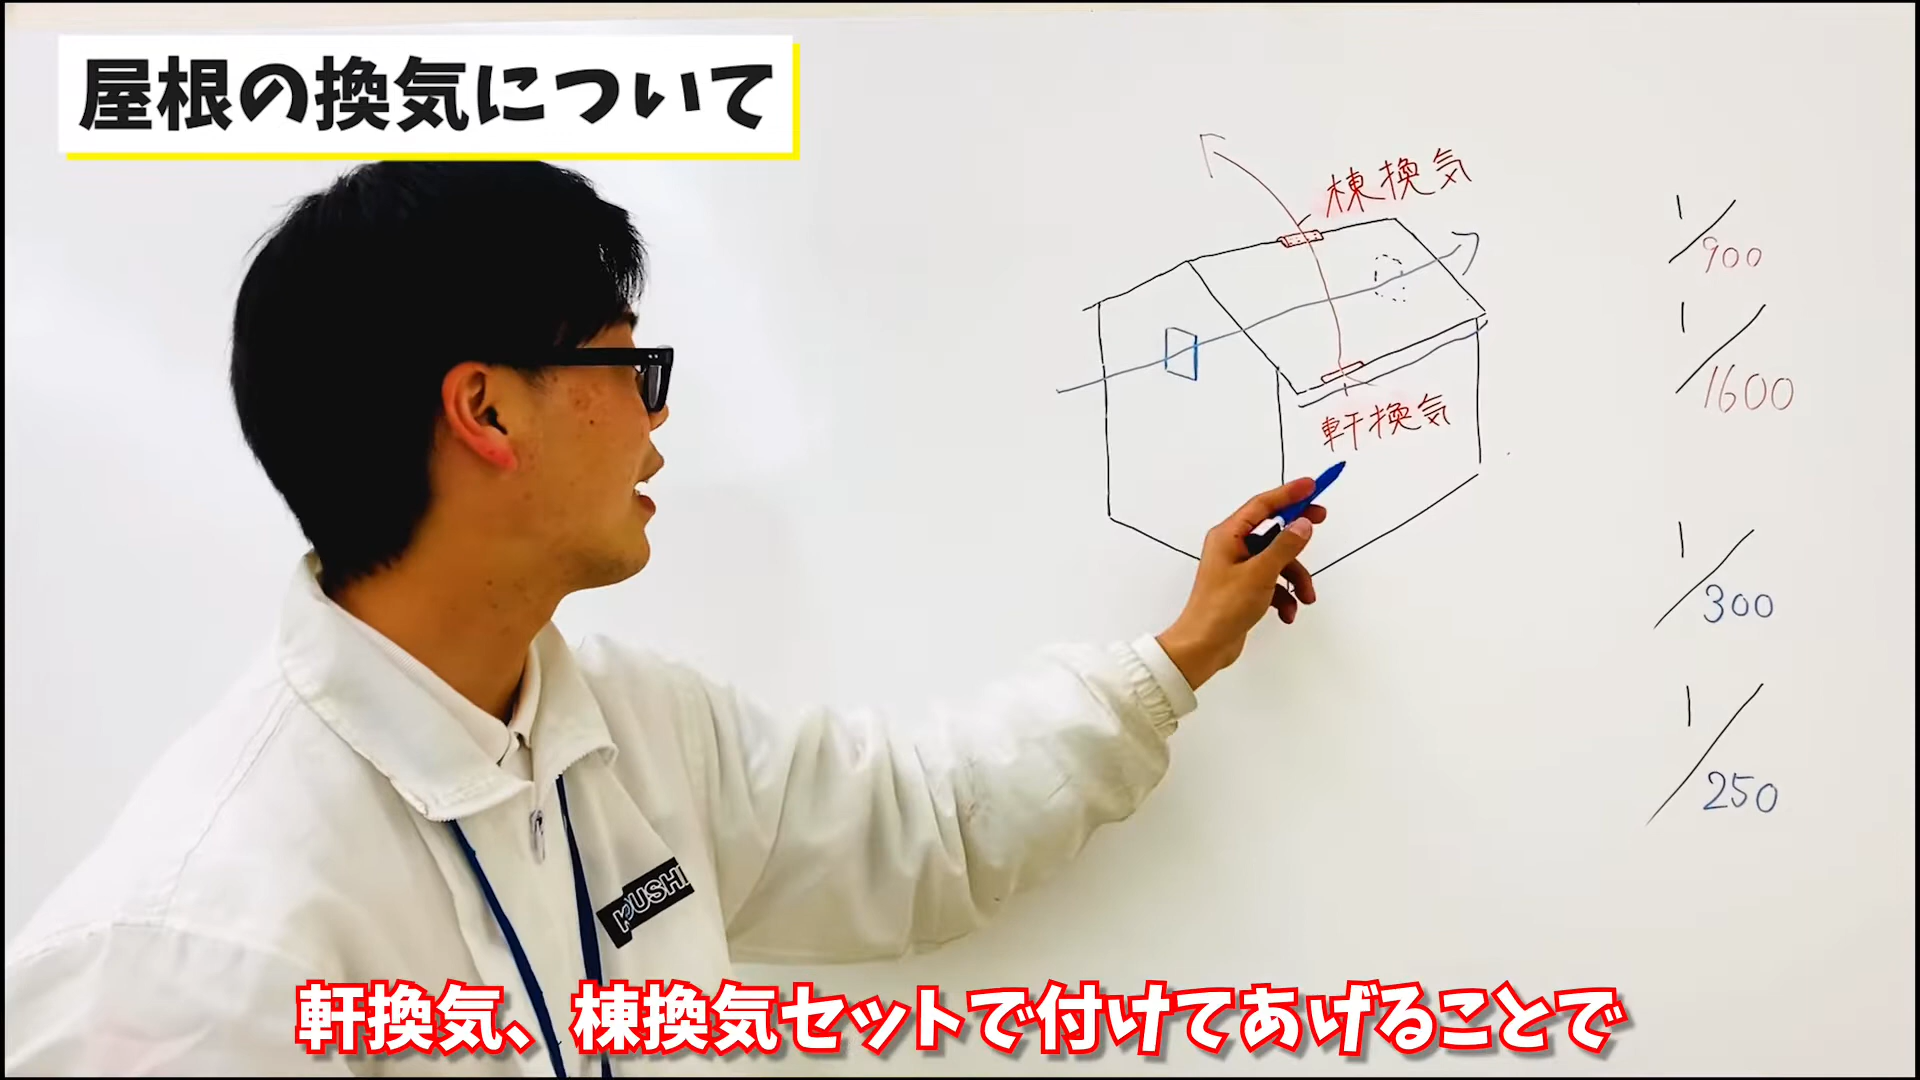 屋根の換気について
棟換気
軒換気
1/900
1/1600
1/300
1/250
KUSHI
軒換気、棟換気セットで付けてあげることで